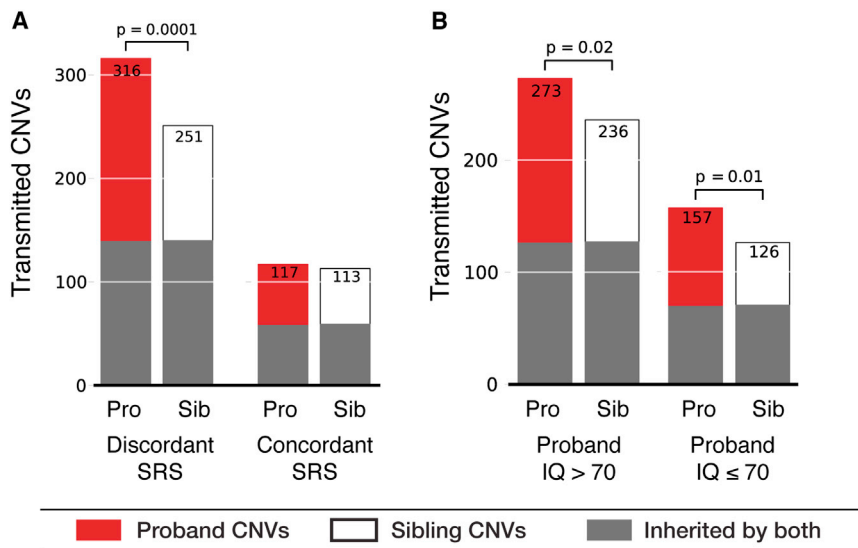 A
p = 0.0001
Transmitted CNVs
300
200
100
0
316
251
117
113
Pro Sib Pro Sib
Discordant SRS
Concordant SRS
B
p = 0.02
p = 0.01
Transmitted CNVs
200
100
0
273
236
157
126
Pro Sib Pro Sib
Proband IQ > 70
Proband IQ ≤ 70
Proband CNVs
Sibling CNVs
Inherited by both